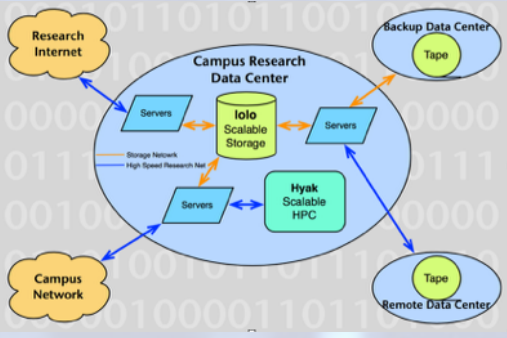 Research
Internet
Backup Data Center
Tape
Campus Research
Data Center
Servers
lolo
Scalable
Storage
Servers
Storage Netowrk
High Speed Research Net
Servers
Hyak
Scalable
HPC
Campus
Network
Tape
Remote Data Center